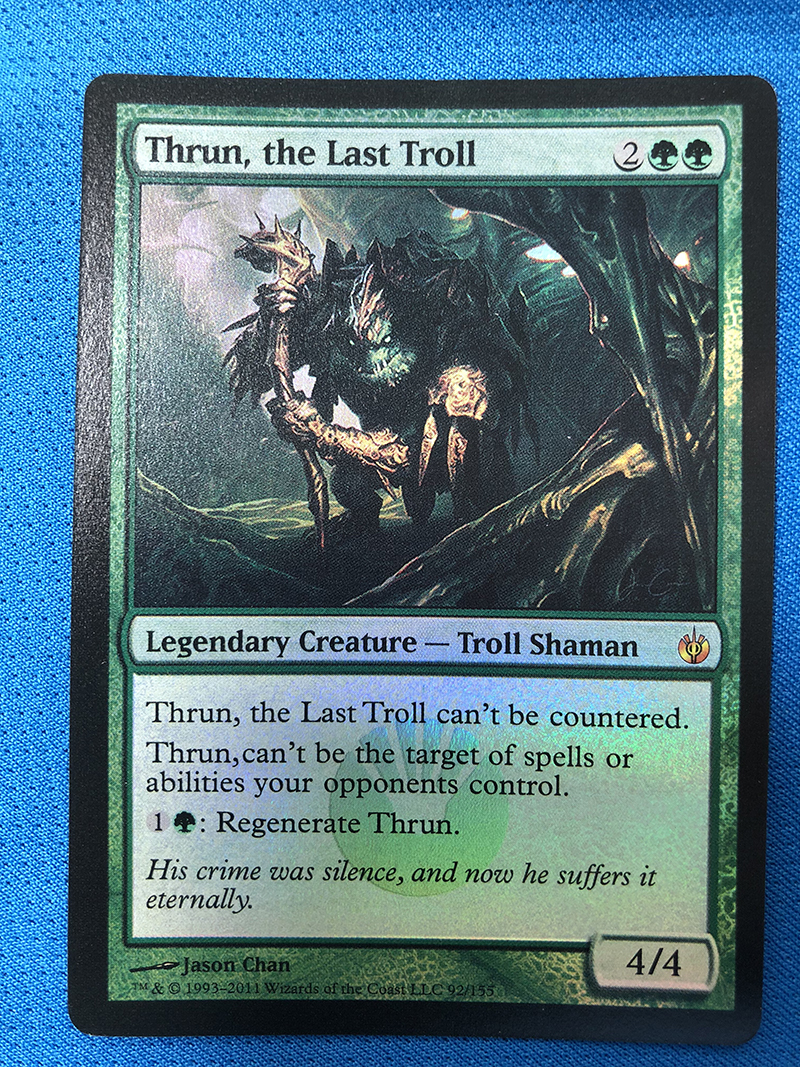 Thrun, the Last Troll 2
Legendary Creature — Troll Shaman
Thrun, the Last Troll can't be countered.
Thrun,can't be the target of spells or
abilities your opponents control.
1 : Regenerate Thrun.
His crime was silence, and now he suffers it
eternally.
Jason Chan
4/4
™ & © 1993–2011 Wizards of the Coast LLC 92/155